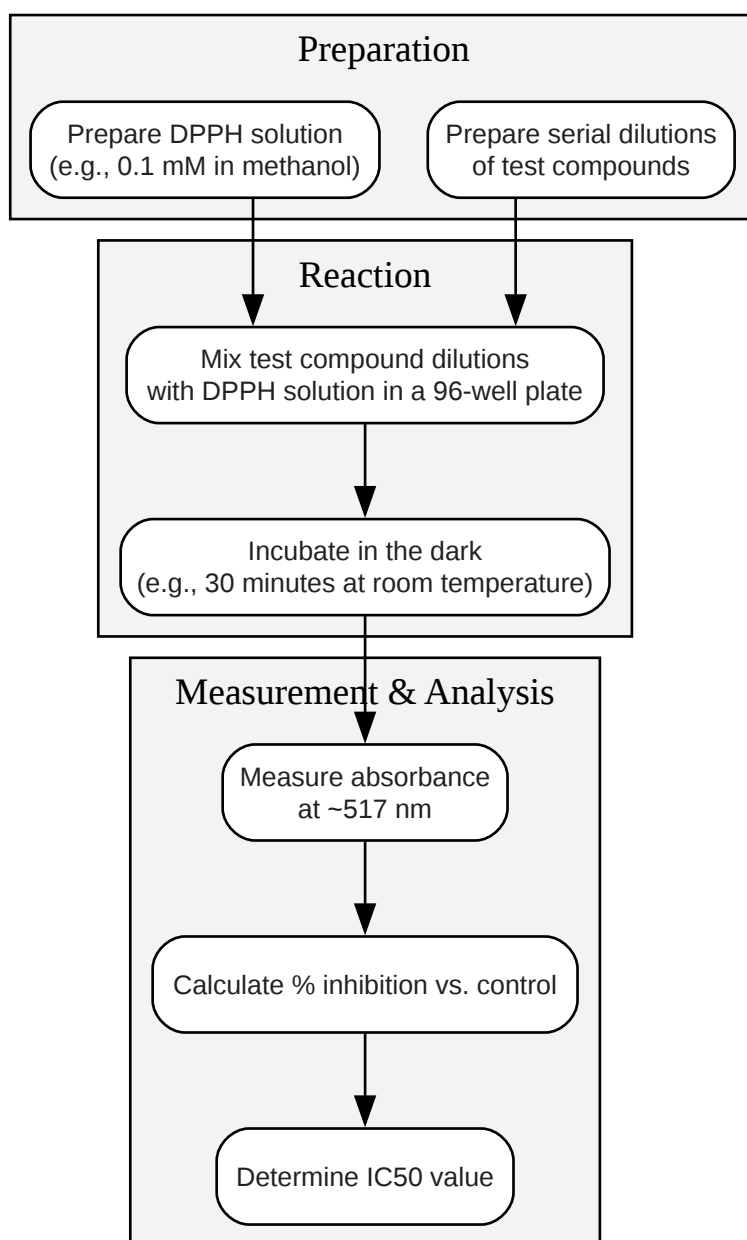 Preparation
Prepare DPPH solution
(e.g., 0.1 mM in methanol)
Prepare serial dilutions
of test compounds
Reaction
Mix test compound dilutions
with DPPH solution in a 96-well plate
Incubate in the dark
(e.g., 30 minutes at room temperature)
Measurement & Analysis
Measure absorbance
at ~517 nm
Calculate % inhibition vs. control
Determine IC50 value